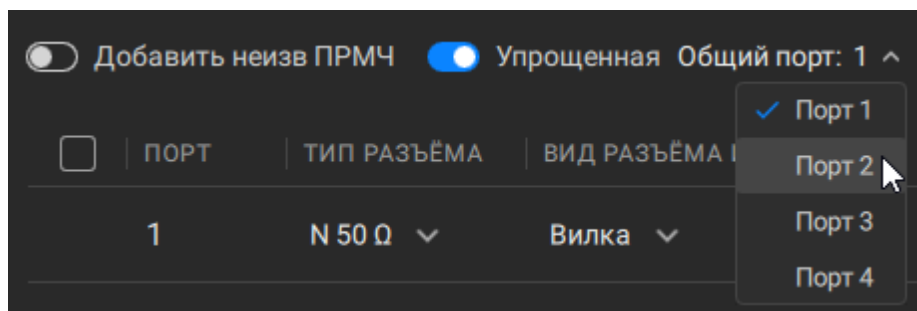 Добавить неизв ПРМЧ Упрощенная Общий порт: 1
Порт 1
ПОРТ ТИП РАЗЪЁМА ВИД РАЗЪЁМА
Порт 2
1 N 50 Ω Вилка
Порт 3
Порт 4